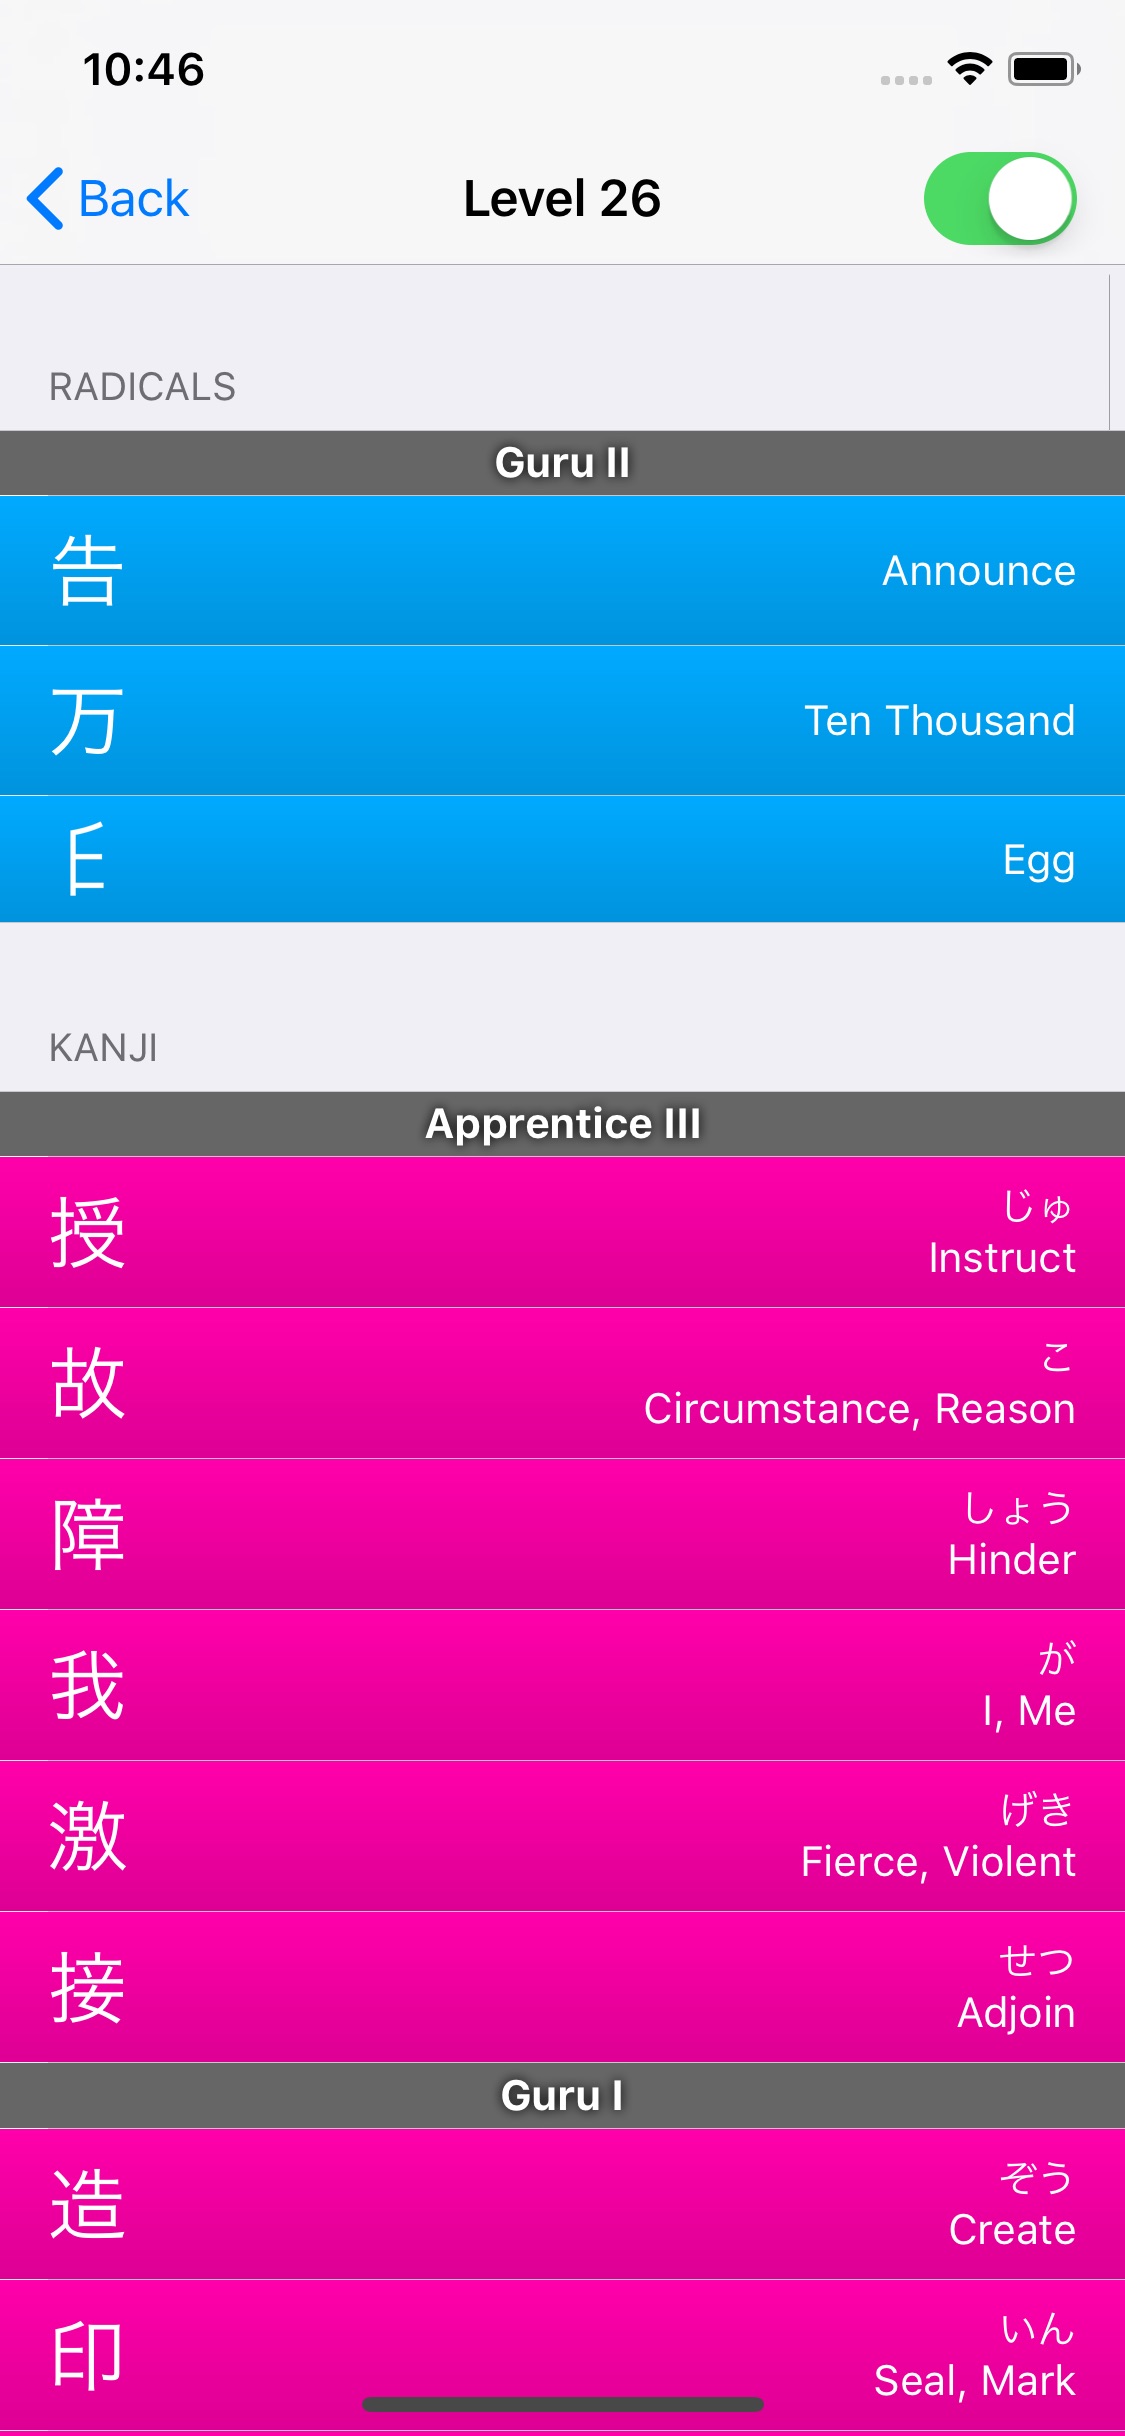 10:46
Back
Level 26
RADICALS
Guru II
告
Announce
万
Ten Thousand
Egg
KANJI
Apprentice III
授
じゅ
Instruct
故
こ
Circumstance, Reason
障
しょう
Hinder
我
が
I, Me
激
げき
Fierce, Violent
接
せつ
Adjoin
Guru I
造
ぞう
Create
印
いん
Seal, Mark